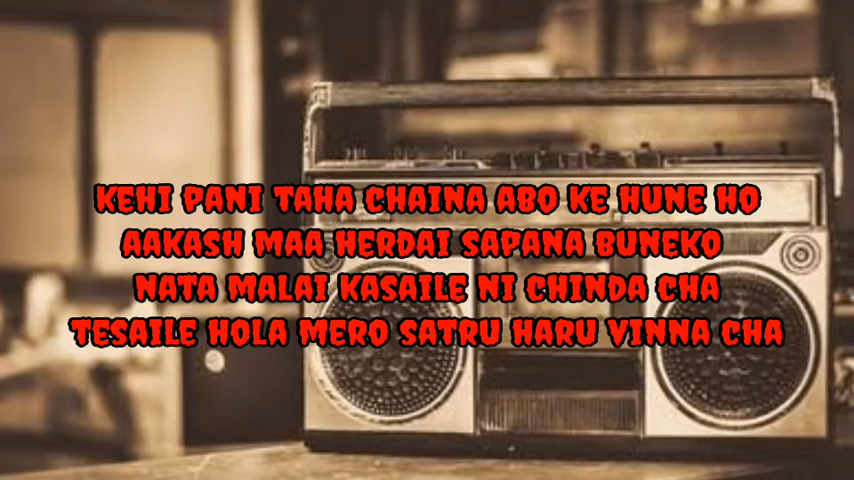 KEHI PANI TAHA CHAINA ABO KE HUNE HO
AAKASH MAA HERDAI SAPANA BUNEKO
NATA MALAI KASAILE NI CHINDA CHA
TESAILE HOLA MERO SATRU HARU VINNA CHA